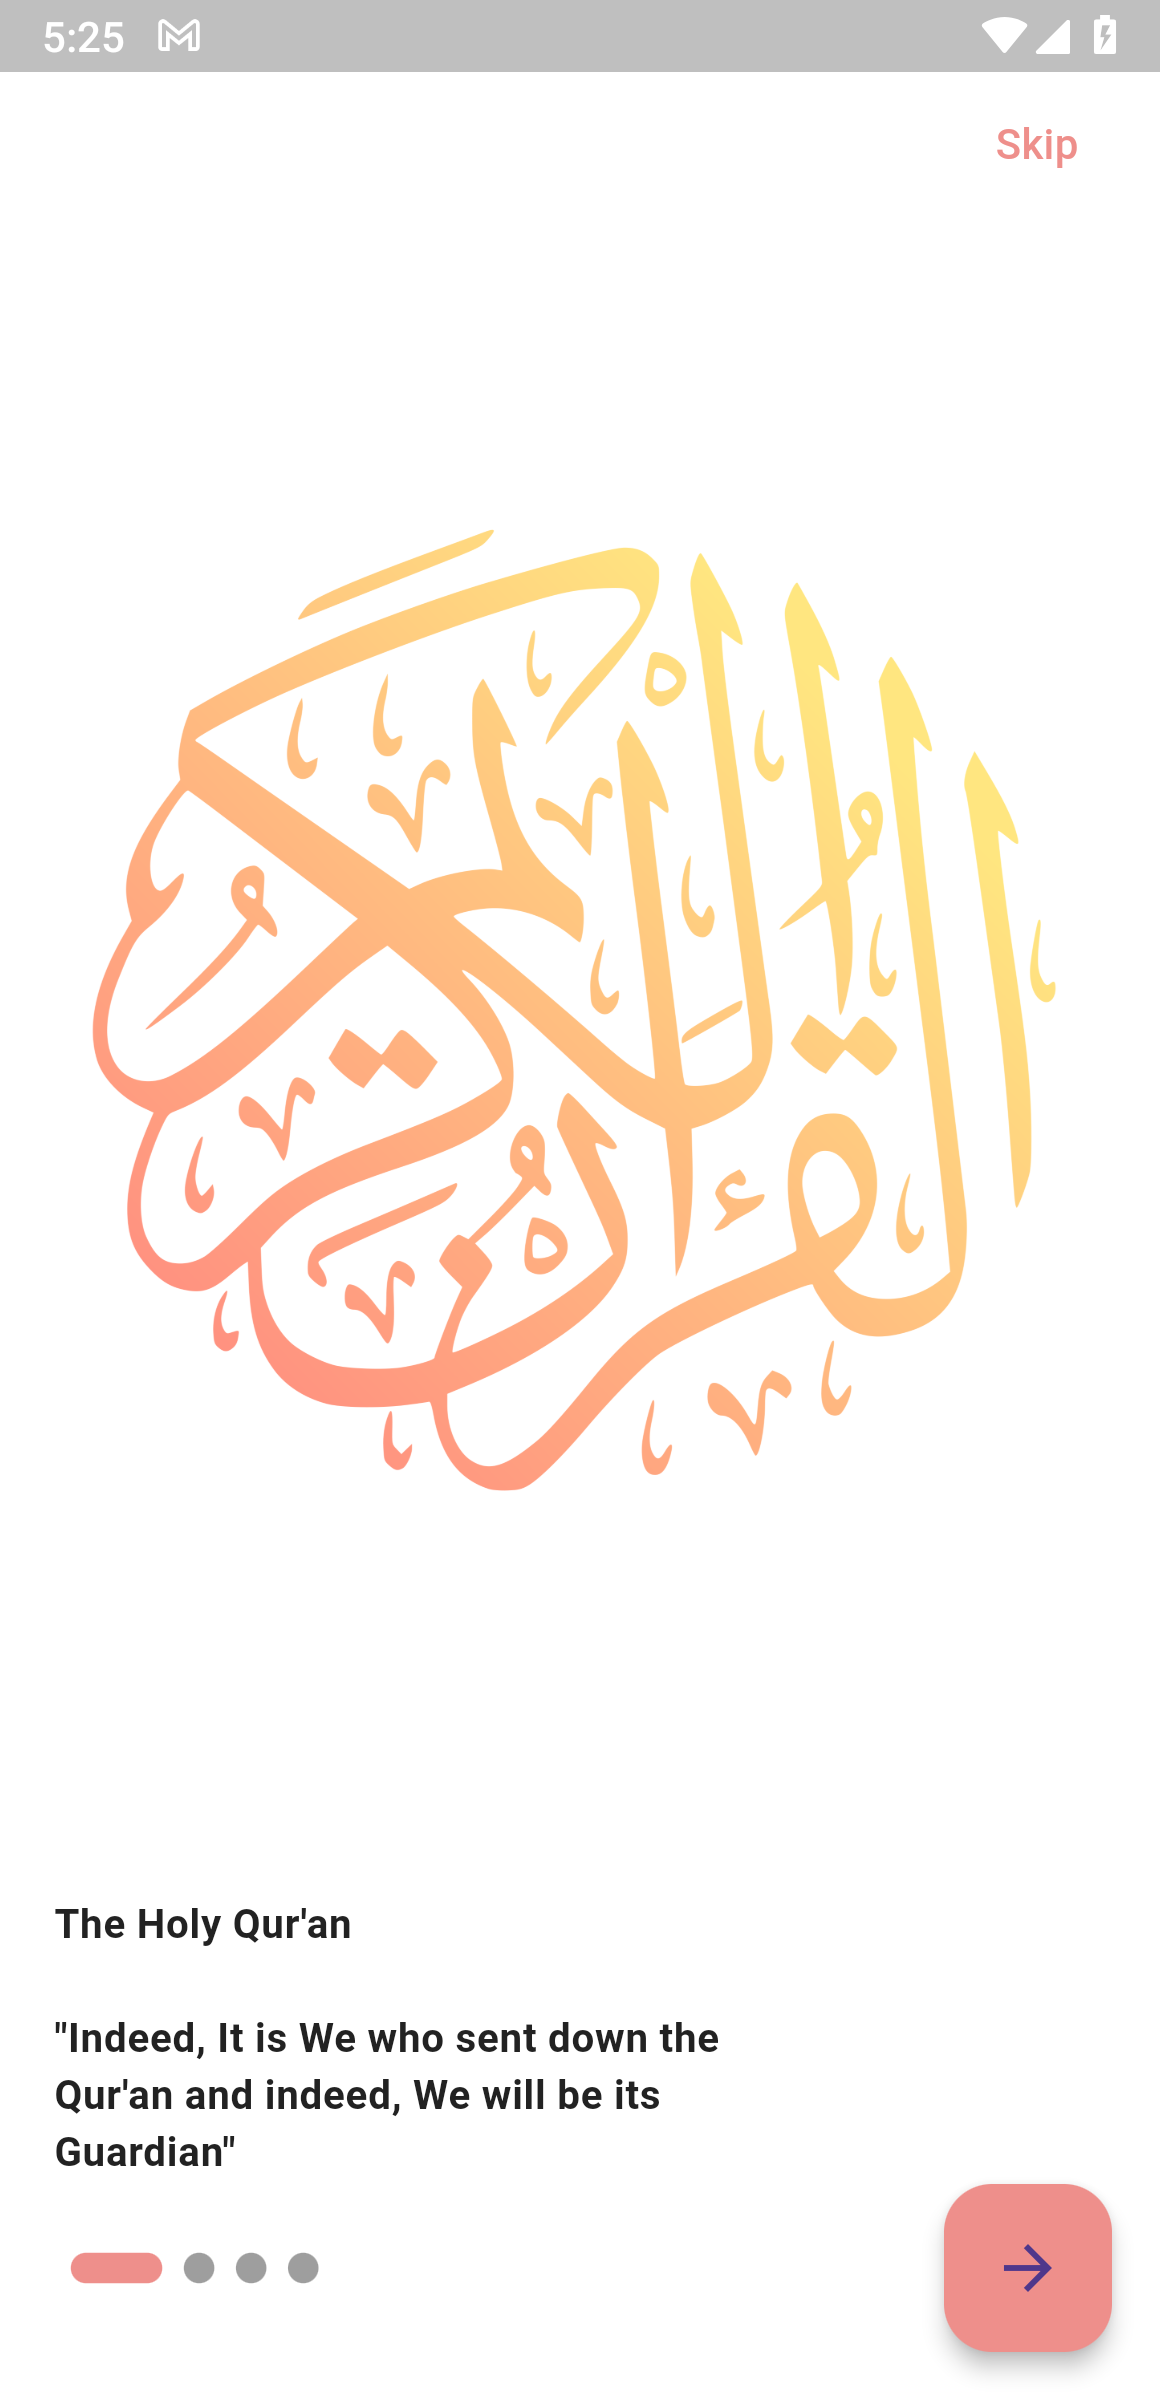 5:25
Skip
القرآن الكريم
The Holy Qur'an
"Indeed, It is We who sent down the
Qur'an and indeed, We will be its
Guardian"